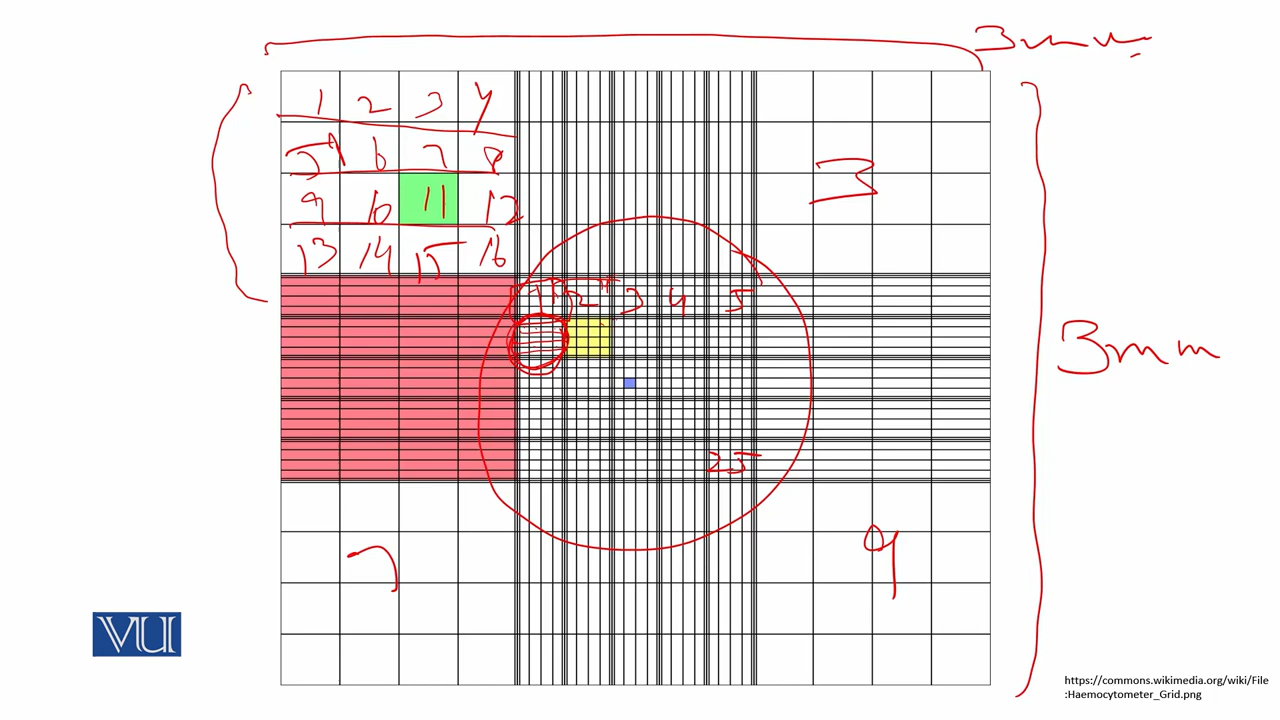 3mm
1 2 3 4
5 6 7 8
3
9 10 11 12
13 14 15 16
1 2 3 4 5
3mm
25
7
9
VU
https://commons.wikimedia.org/wiki/File
:Haemocytometer_Grid.png